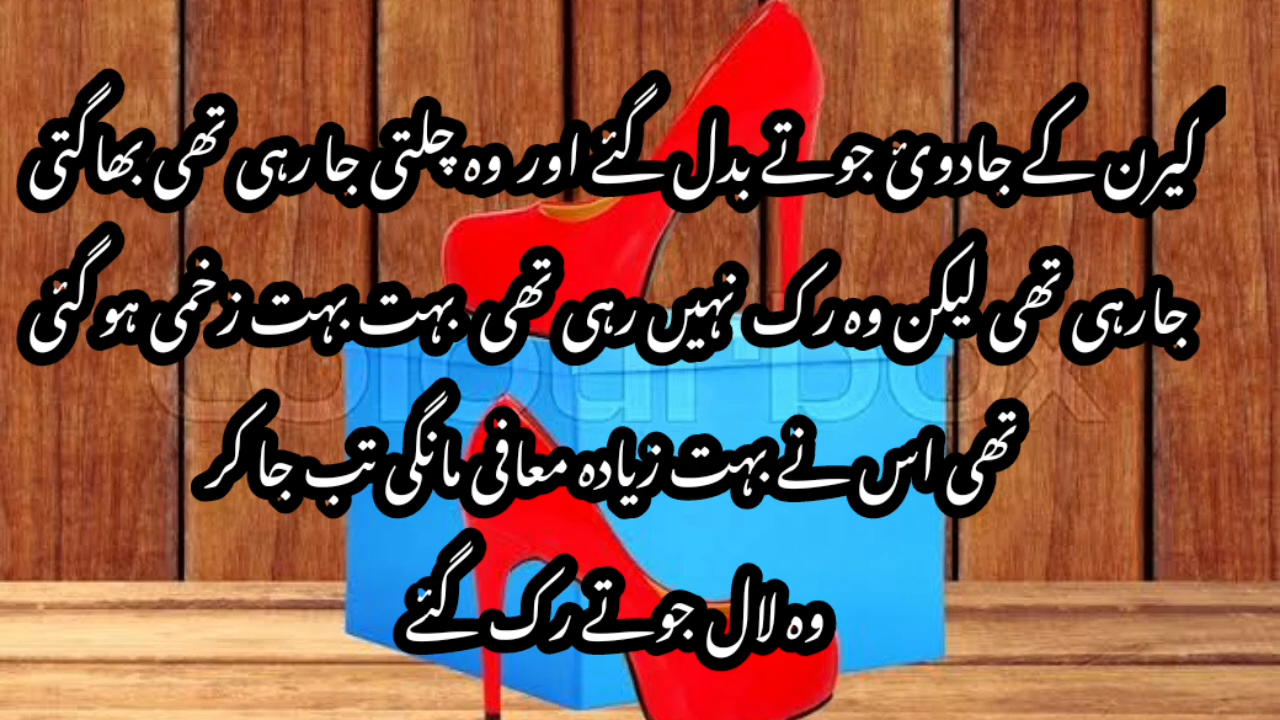 کیرن کے جادوئ جوتے بدل گئے اور وہ چلتی جا رہی تھی بھاگتی
جا رہی تھی لیکن وہ رک نہیں رہی تھی بہت بہت زخمی ہو گئی
تھی اس نے بہت زیادہ معافی مانگی تب جا کر
وہ لال جوتے رک گئے
colourbox